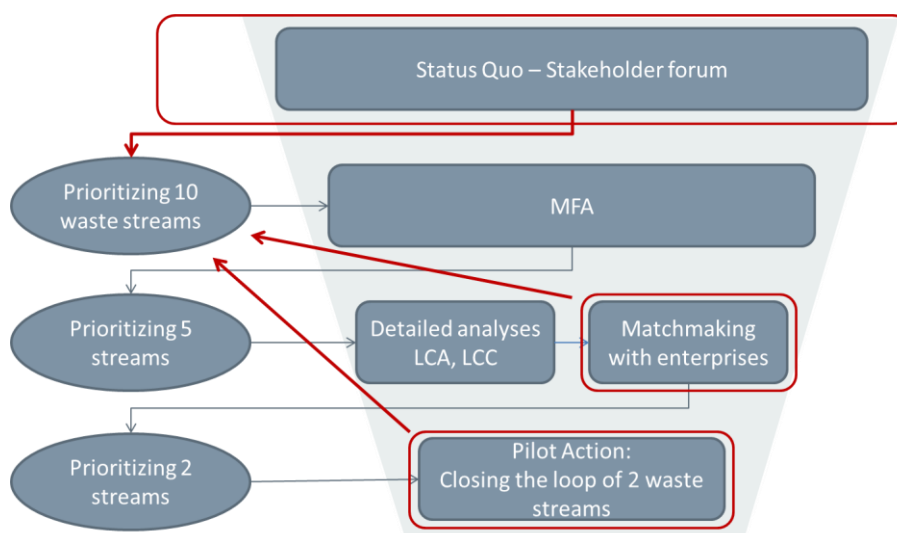 Status Quo – Stakeholder forum
Prioritizing 10
waste streams
MFA
Prioritizing 5
streams
Detailed analyses
LCA, LCC
Matchmaking
with enterprises
Prioritizing 2
streams
Pilot Action:
Closing the loop of 2 waste
streams